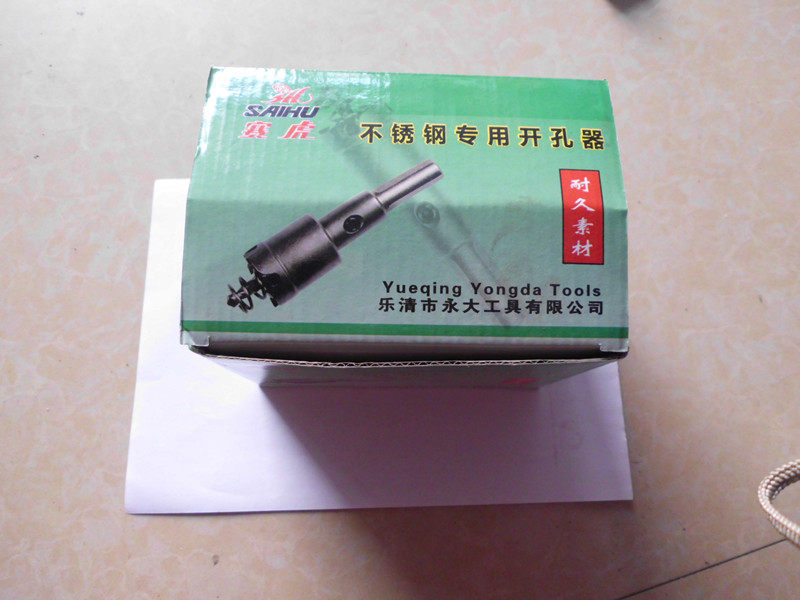 SAIHU
赛虎
不锈钢专用开孔器
耐久素材
Yueqing Yongda Tools
乐清市永大工具有限公司